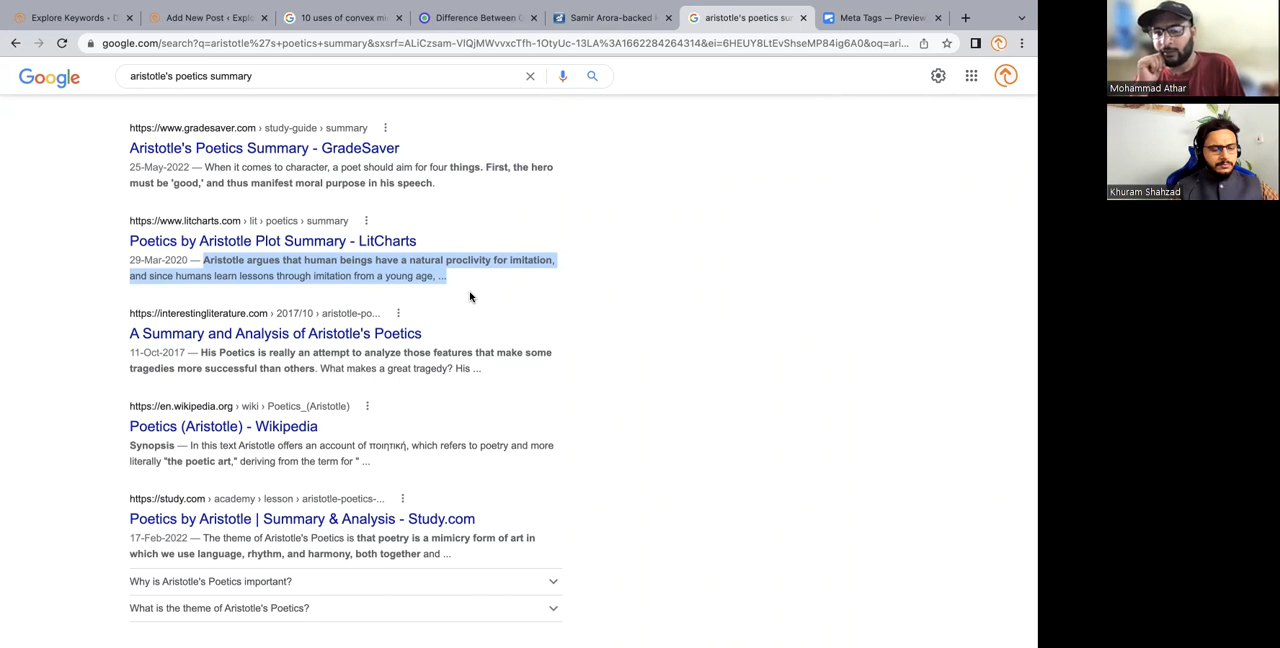 Explore Keywords - D
Add New Post ‹ Explo
10 uses of convex mi
Difference Between C
Samir Arora-backed
aristotle's poetics su
Meta Tags — Preview,
google.com/search?q=aristotle%27s+poetics+summary&sxsrf=ALiCzsam-VIQjMWvvxcTfh-1OtyUc-13LA%3A1662284264314&ei=6HEUY8LtEvShseMP84ig6A0&oq=ari...
Google
aristotle's poetics summary
https://www.gradesaver.com › study-guide › summary
Aristotle's Poetics Summary - GradeSaver
25-May-2022 — When it comes to character, a poet should aim for four things. First, the hero
must be 'good,' and thus manifest moral purpose in his speech.
https://www.litcharts.com › lit › poetics › summary
Poetics by Aristotle Plot Summary - LitCharts
29-Mar-2020 — Aristotle argues that human beings have a natural proclivity for imitation,
and since humans learn lessons through imitation from a young age, ...
https://interestingliterature.com › 2017/10 › aristotle-po...
A Summary and Analysis of Aristotle's Poetics
11-Oct-2017 — His Poetics is really an attempt to analyze those features that make some
tragedies more successful than others. What makes a great tragedy? His ...
https://en.wikipedia.org › wiki › Poetics_(Aristotle)
Poetics (Aristotle) - Wikipedia
Synopsis — In this text Aristotle offers an account of ποιητική, which refers to poetry and more
literally "the poetic art," deriving from the term for " ...
https://study.com › academy › lesson › aristotle-poetics-...
Poetics by Aristotle | Summary & Analysis - Study.com
17-Feb-2022 — The theme of Aristotle's Poetics is that poetry is a mimicry form of art in
which we use language, rhythm, and harmony, both together and ...
Why is Aristotle's Poetics important?
What is the theme of Aristotle's Poetics?
Mohammad Athar
Khuram Shahzad